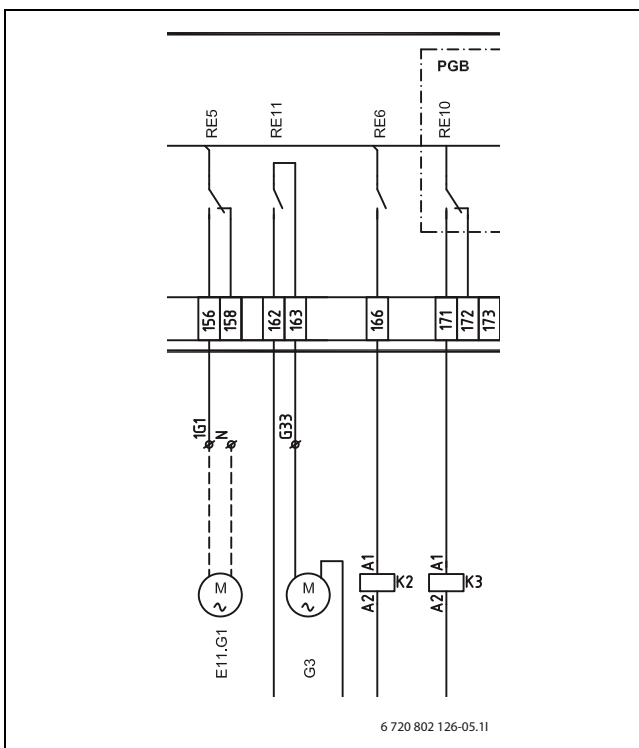 PGB
RE5
RE11
RE6
RE10
156
158
162
163
166
171
172
173
1G1
N
G33
M
E11.G1
M
G3
A1
K2
A2
A1
K3
A2
6 720 802 126-05.1I